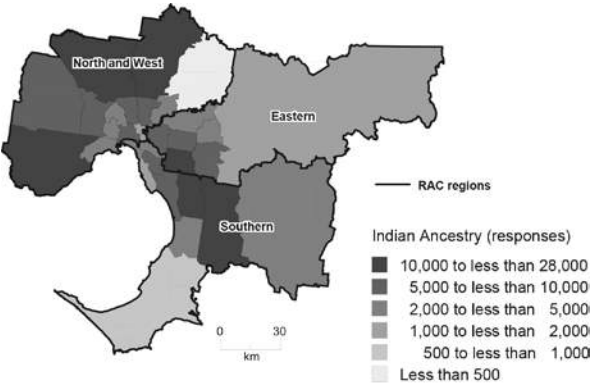 North and West
Eastern
RAC regions
Southern
Indian Ancestry (responses)
10,000 to less than 28,000
5,000 to less than 10,000
2,000 to less than 5,000
1,000 to less than 2,000
500 to less than 1,000
Less than 500
0 30
km